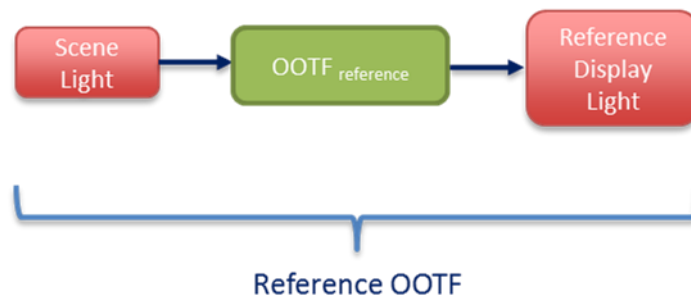 Scene
Light
OOTF reference
Reference
Display
Light
Reference OOTF